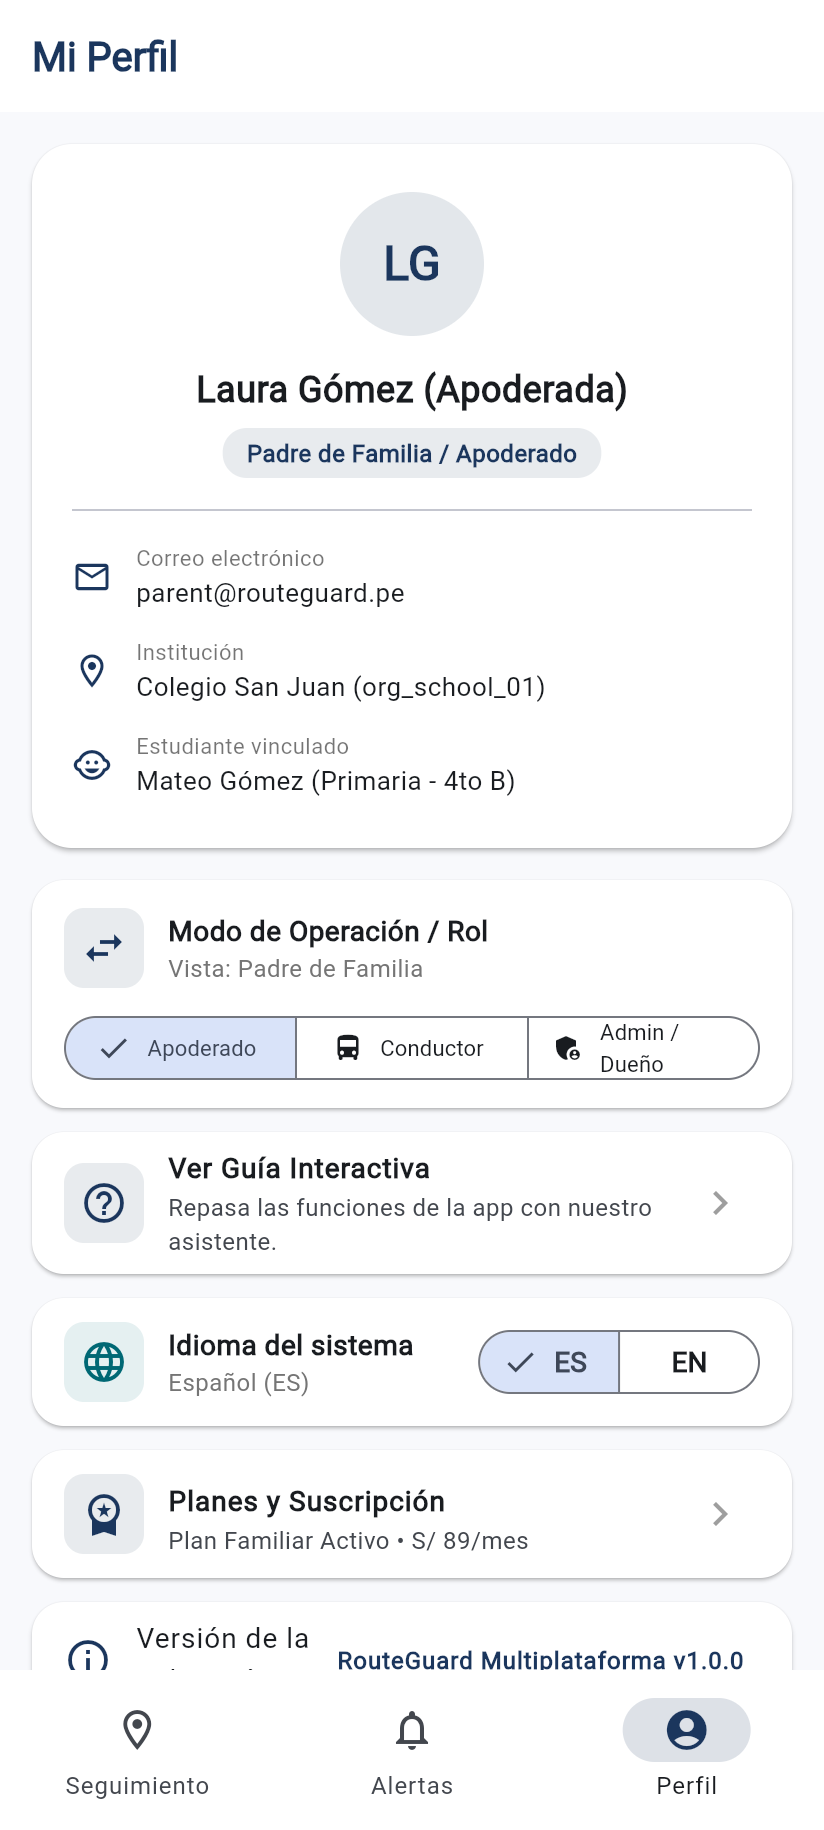 Mi Perfil
LG
Laura Gómez (Apoderada)
Padre de Familia / Apoderado
Correo electrónico
parent@routeguard.pe
Institución
Colegio San Juan (org_school_01)
Estudiante vinculado
Mateo Gómez (Primaria - 4to B)
Modo de Operación / Rol
Vista: Padre de Familia
Apoderado
Conductor
Admin /
Dueño
Ver Guía Interactiva
Repasa las funciones de la app con nuestro
asistente.
Idioma del sistema
Español (ES)
ES
EN
Planes y Suscripción
Plan Familiar Activo • S/ 89/mes
Versión de la
RouteGuard Multiplataforma v1.0.0
Seguimiento
Alertas
Perfil